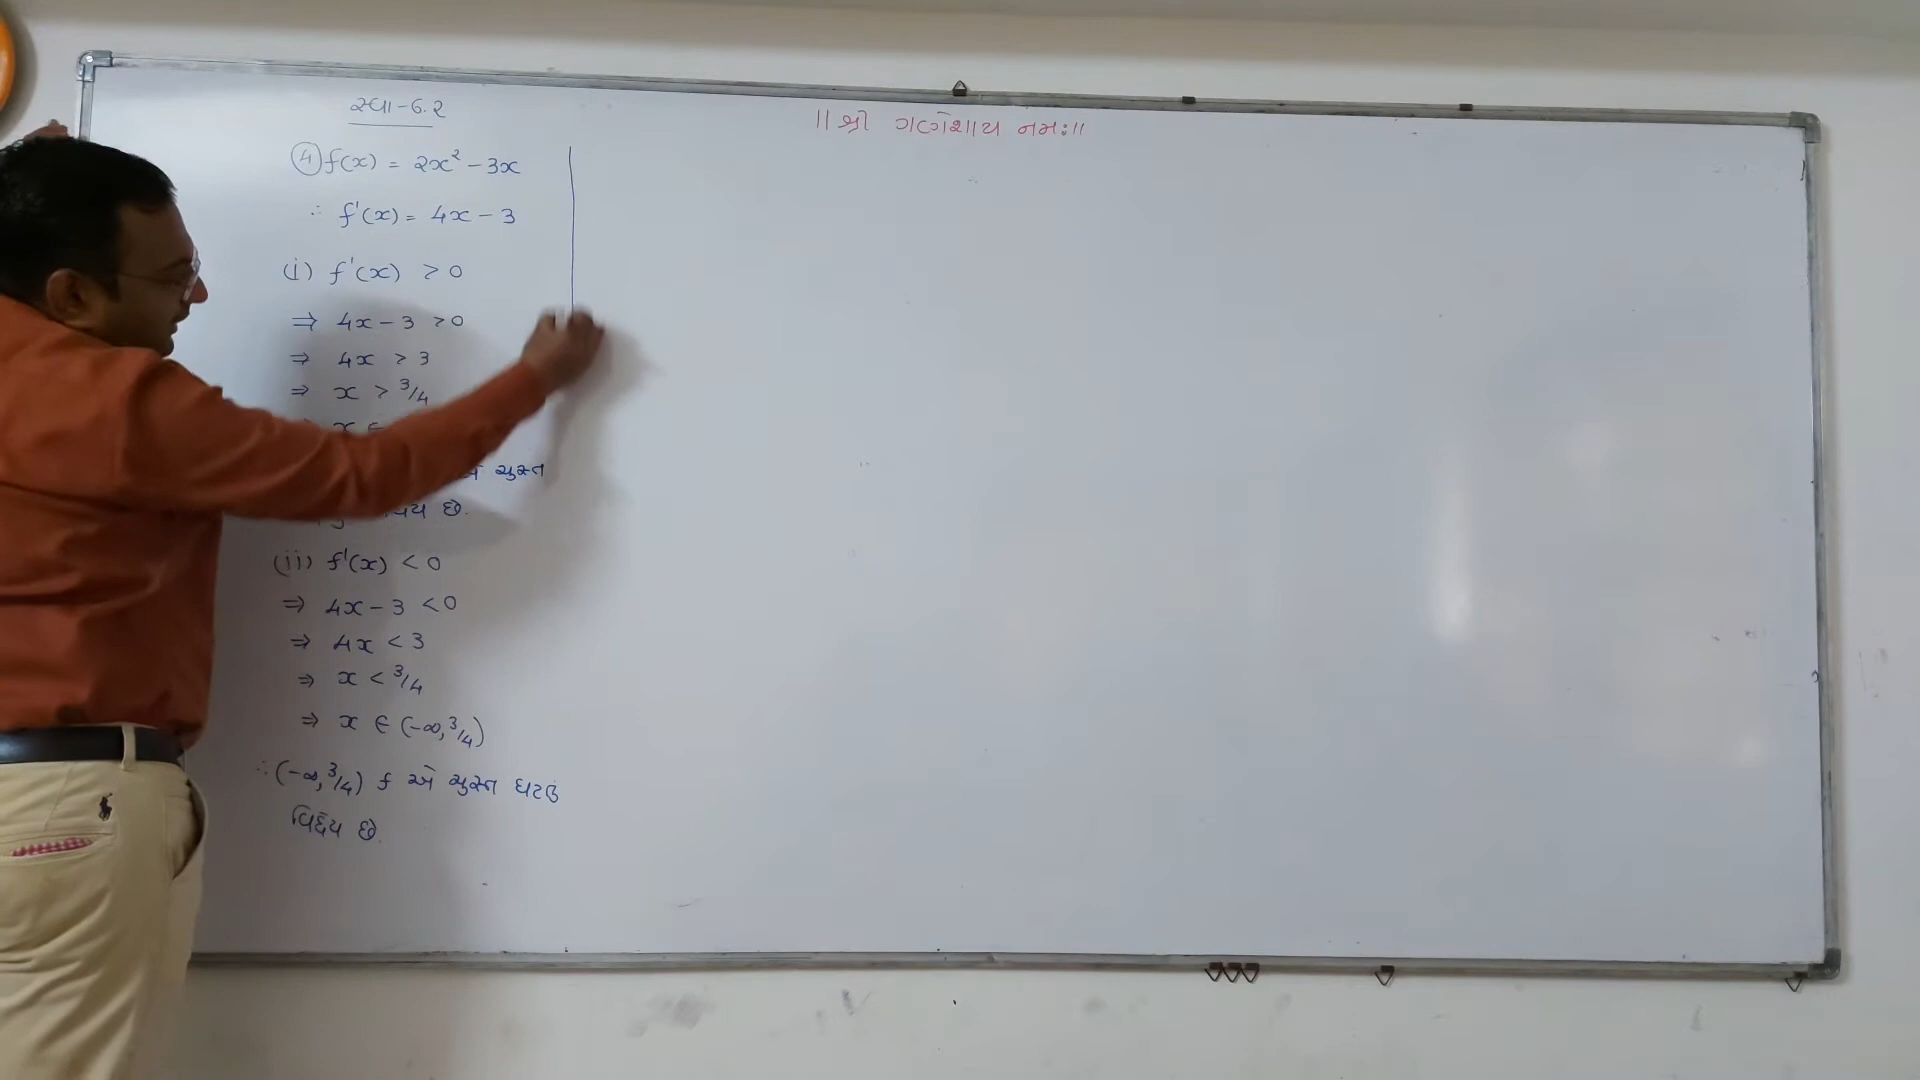 સ્વા-6.2
॥ શ્રી ગણેશાય નમઃ॥
④ f(x) = 2x² - 3x
∴ f'(x) = 4x - 3
(i) f'(x) > 0
⇒ 4x - 3 > 0
⇒ 4x > 3
⇒ x > 3/4
x ∈
એ ચુસ્ત
છે.
(ii) f'(x) < 0
⇒ 4x - 3 < 0
⇒ 4x < 3
⇒ x < 3/4
⇒ x ∈ (-∞, 3/4)
∴ (-∞, 3/4) f એ ચુસ્ત ઘટતું
વિધેય છે.